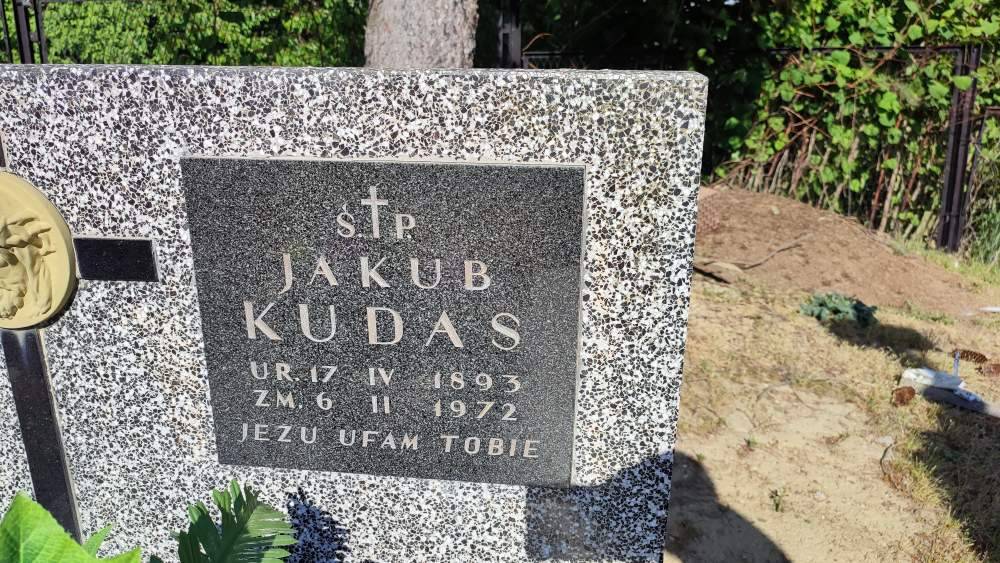 Ś✝P.
JAKUB
KUDAS
UR. 17 IV 1893
ZM. 6 II 1972
JEZU UFAM TOBIE